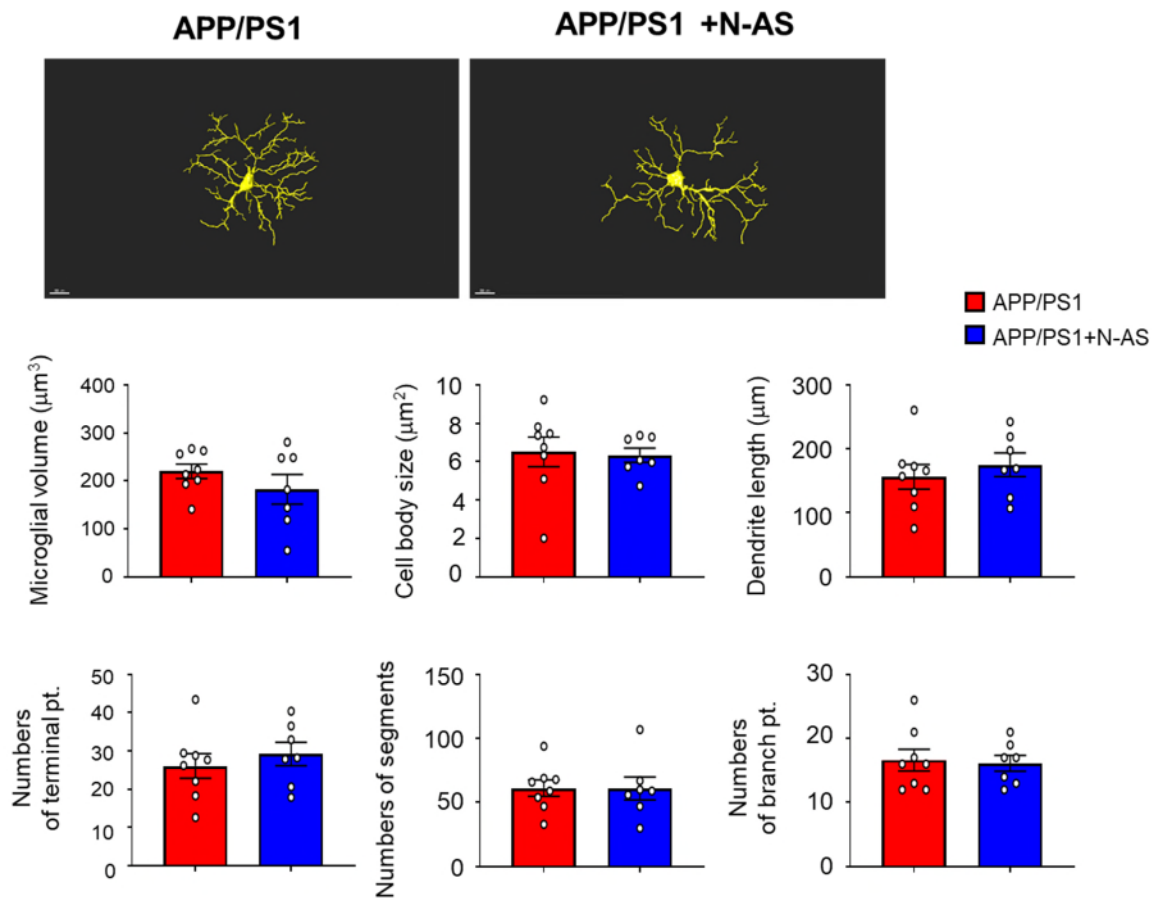 APP/PS1
APP/PS1 +N-AS
APP/PS1
APP/PS1+N-AS
Microglial volume (μm³)
400
300
200
100
0
Cell body size (μm²)
10
8
6
4
2
0
Dendrite length (μm)
300
200
100
0
Numbers
of terminal pt.
50
40
30
20
10
0
Numbers of segments
150
100
50
0
Numbers
of branch pt.
30
20
10
0